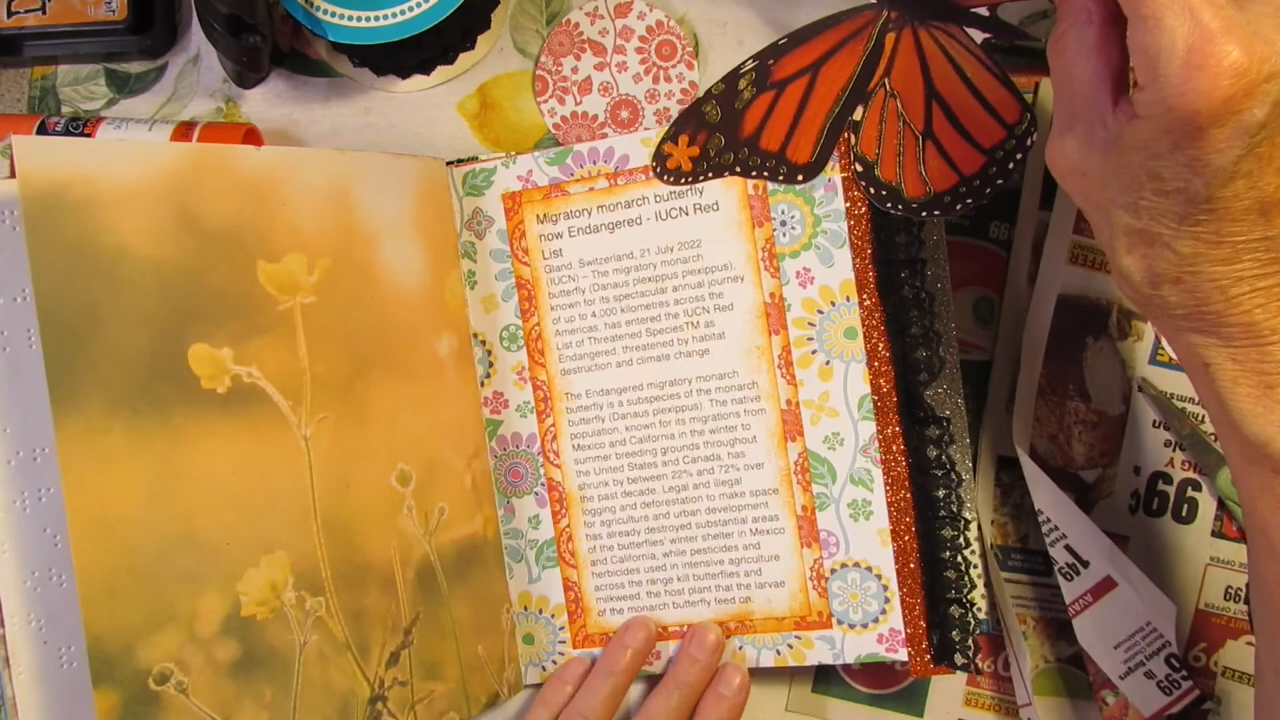 Migratory monarch butterfly
now Endangered - IUCN Red
List
Gland, Switzerland, 21 July 2022
(IUCN) – The migratory monarch
butterfly (Danaus plexippus plexippus),
known for its spectacular annual journey
of up to 4,000 kilometres across the
Americas, has entered the IUCN Red
List of Threatened SpeciesTM as
Endangered, threatened by habitat
destruction and climate change.
The Endangered migratory monarch
butterfly is a subspecies of the monarch
butterfly (Danaus plexippus). The native
population, known for its migrations from
Mexico and California in the winter to
summer breeding grounds throughout
the United States and Canada, has
shrunk by between 22% and 72% over
the past decade. Legal and illegal
logging and deforestation to make space
for agriculture and urban development
has already destroyed substantial areas
of the butterflies' winter shelter in Mexico
and California, while pesticides and
herbicides used in intensive agriculture
across the range kill butterflies and
milkweed, the host plant that the larvae
of the monarch butterfly feed on.
99¢
149
699
lb
Cowboy Burgers
OFFER
THIS OFFER